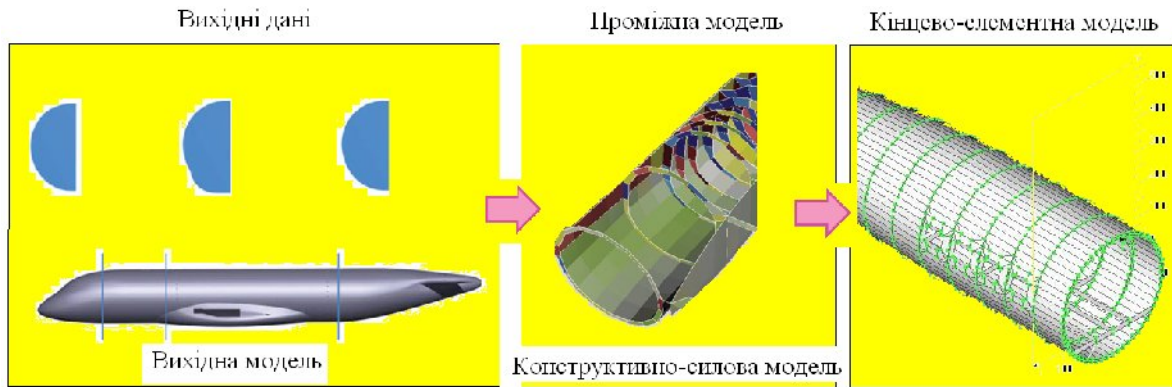 Вихідні дані
Проміжна модель
Кінцево-елементна модель
Вихідна модель
Конструктивно-силова модель